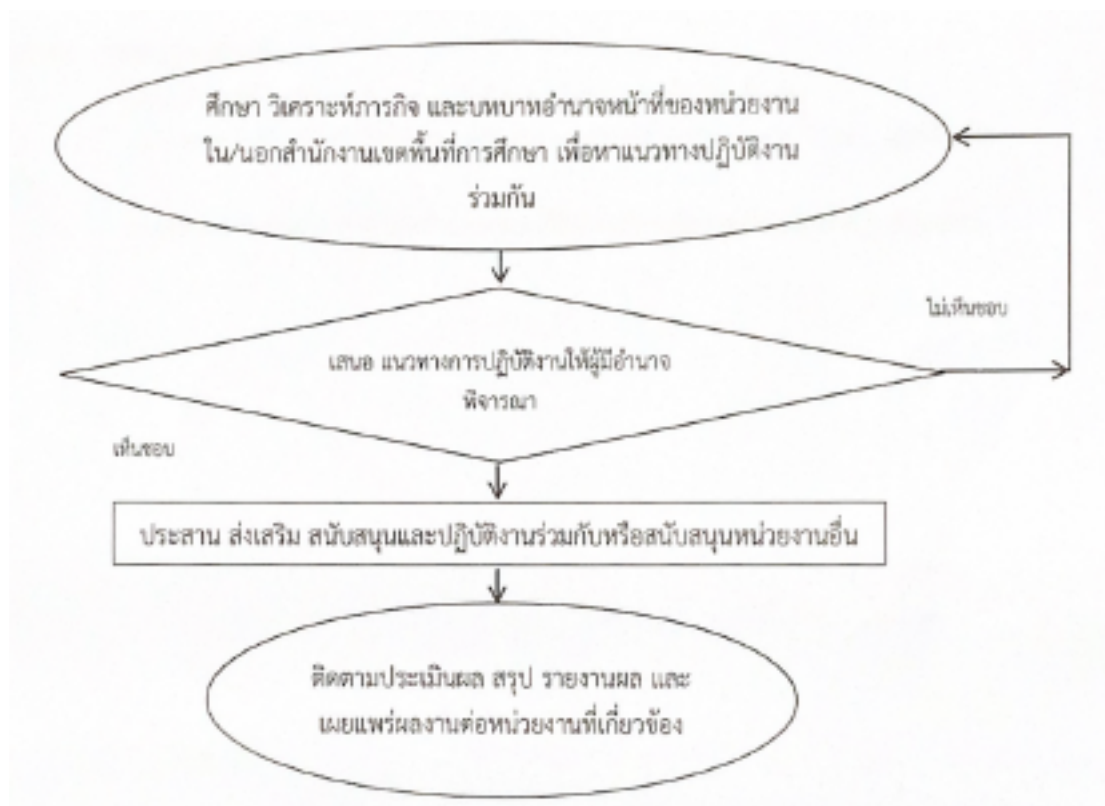 ศึกษา วิเคราะห์ภารกิจ และบทบาทอำนาจหน้าที่ของหน่วยงาน
ใน/นอกสำนักงานเขตพื้นที่การศึกษา เพื่อหาแนวทางปฏิบัติงาน
ร่วมกัน
ไม่เห็นชอบ
เสนอ แนวทางการปฏิบัติงานให้ผู้มีอำนาจ
พิจารณา
เห็นชอบ
ประสาน ส่งเสริม สนับสนุนและปฏิบัติงานร่วมกับหรือสนับสนุนหน่วยงานอื่น
ติดตามประเมินผล สรุป รายงานผล และ
เผยแพร่ผลงานต่อหน่วยงานที่เกี่ยวข้อง